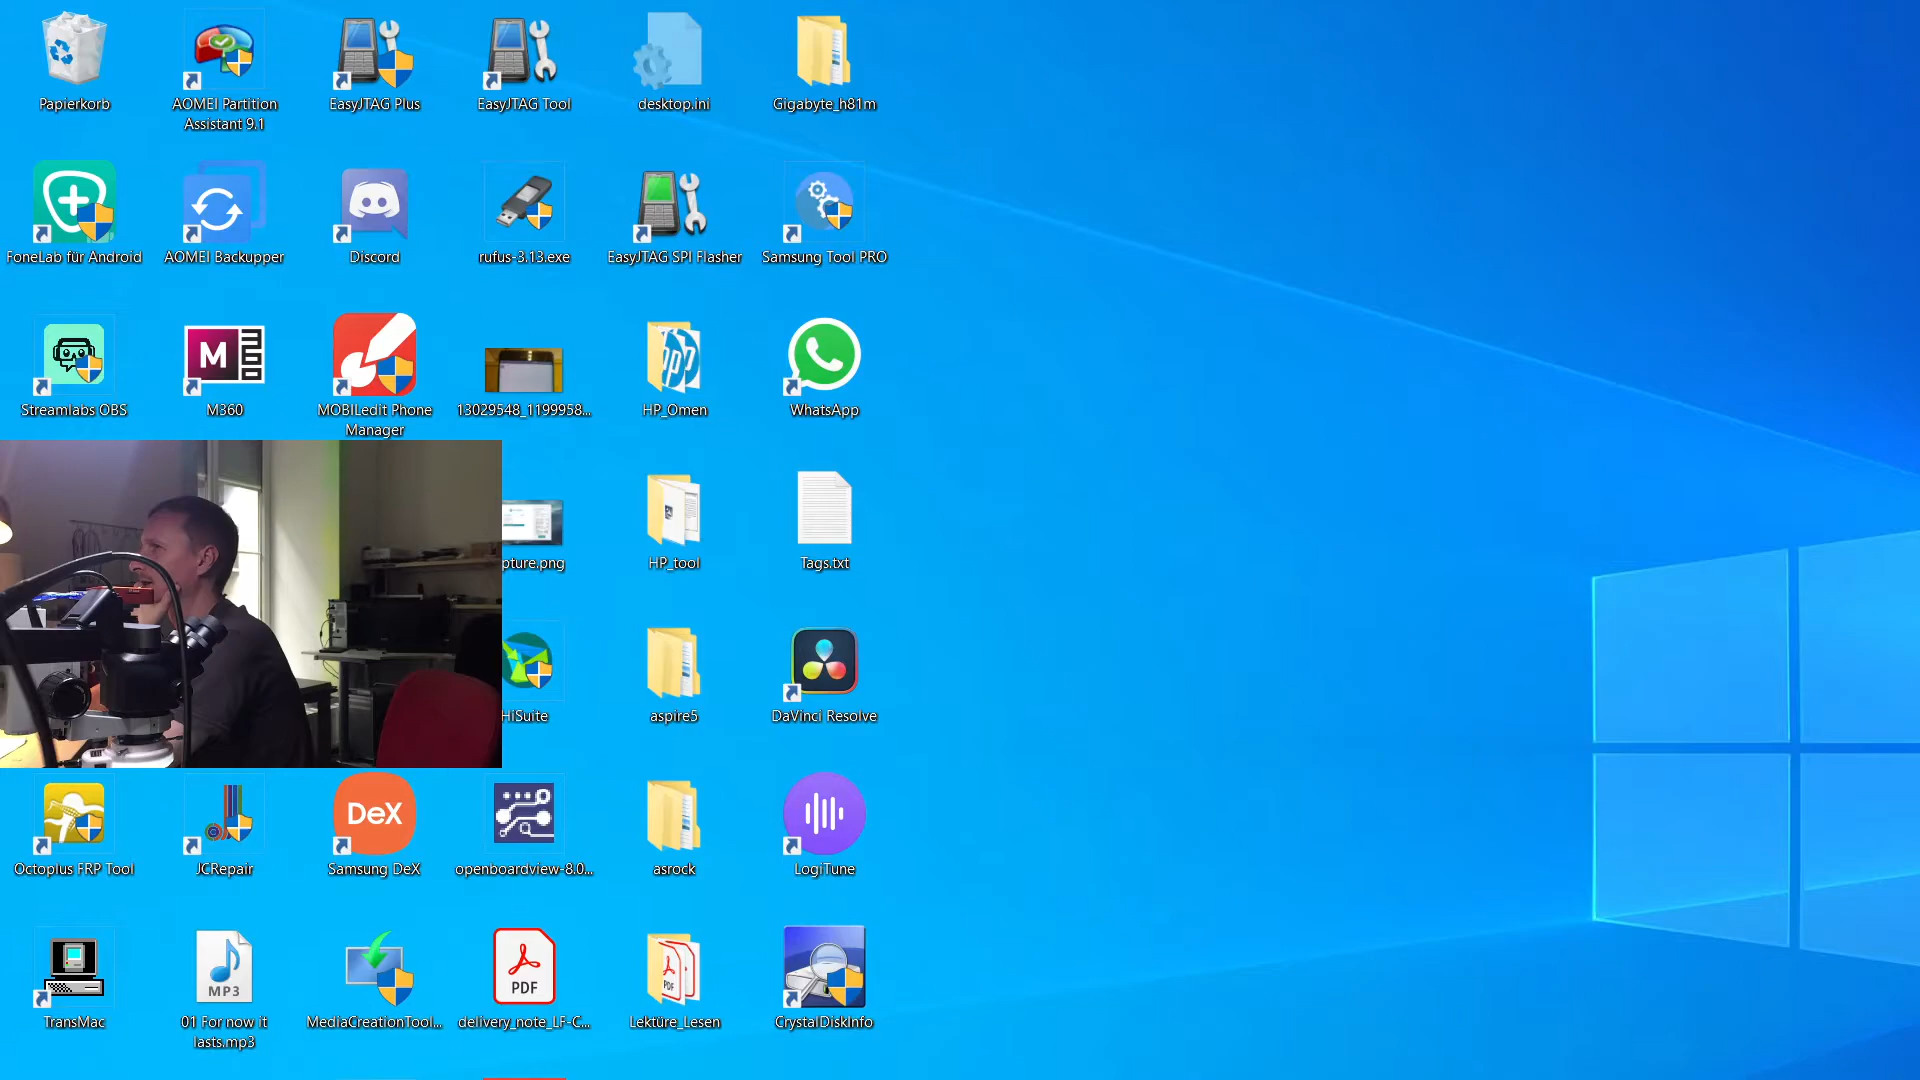 Papierkorb
AOMEI Partition
Assistant 9.1
EasyJTAG Plus
EasyJTAG Tool
desktop.ini
Gigabyte_h81m
FoneLab für Android
AOMEI Backupper
Discord
rufus-3.13.exe
EasyJTAG SPI Flasher
Samsung Tool PRO
M
360
hp
Streamlabs OBS
M360
MOBILedit Phone
Manager
13029548_1199958...
HP_Omen
WhatsApp
pture.png
HP_tool
Tags.txt
HiSuite
aspire5
DaVinci Resolve
DeX
Octoplus FRP Tool
JCRepair
Samsung DeX
openboardview-8.0...
asrock
LogiTune
MP3
PDF
PDF
TransMac
01 For now it
lasts.mp3
MediaCreationTool...
delivery_note_LF-C...
Lektüre_Lesen
CrystalDiskInfo